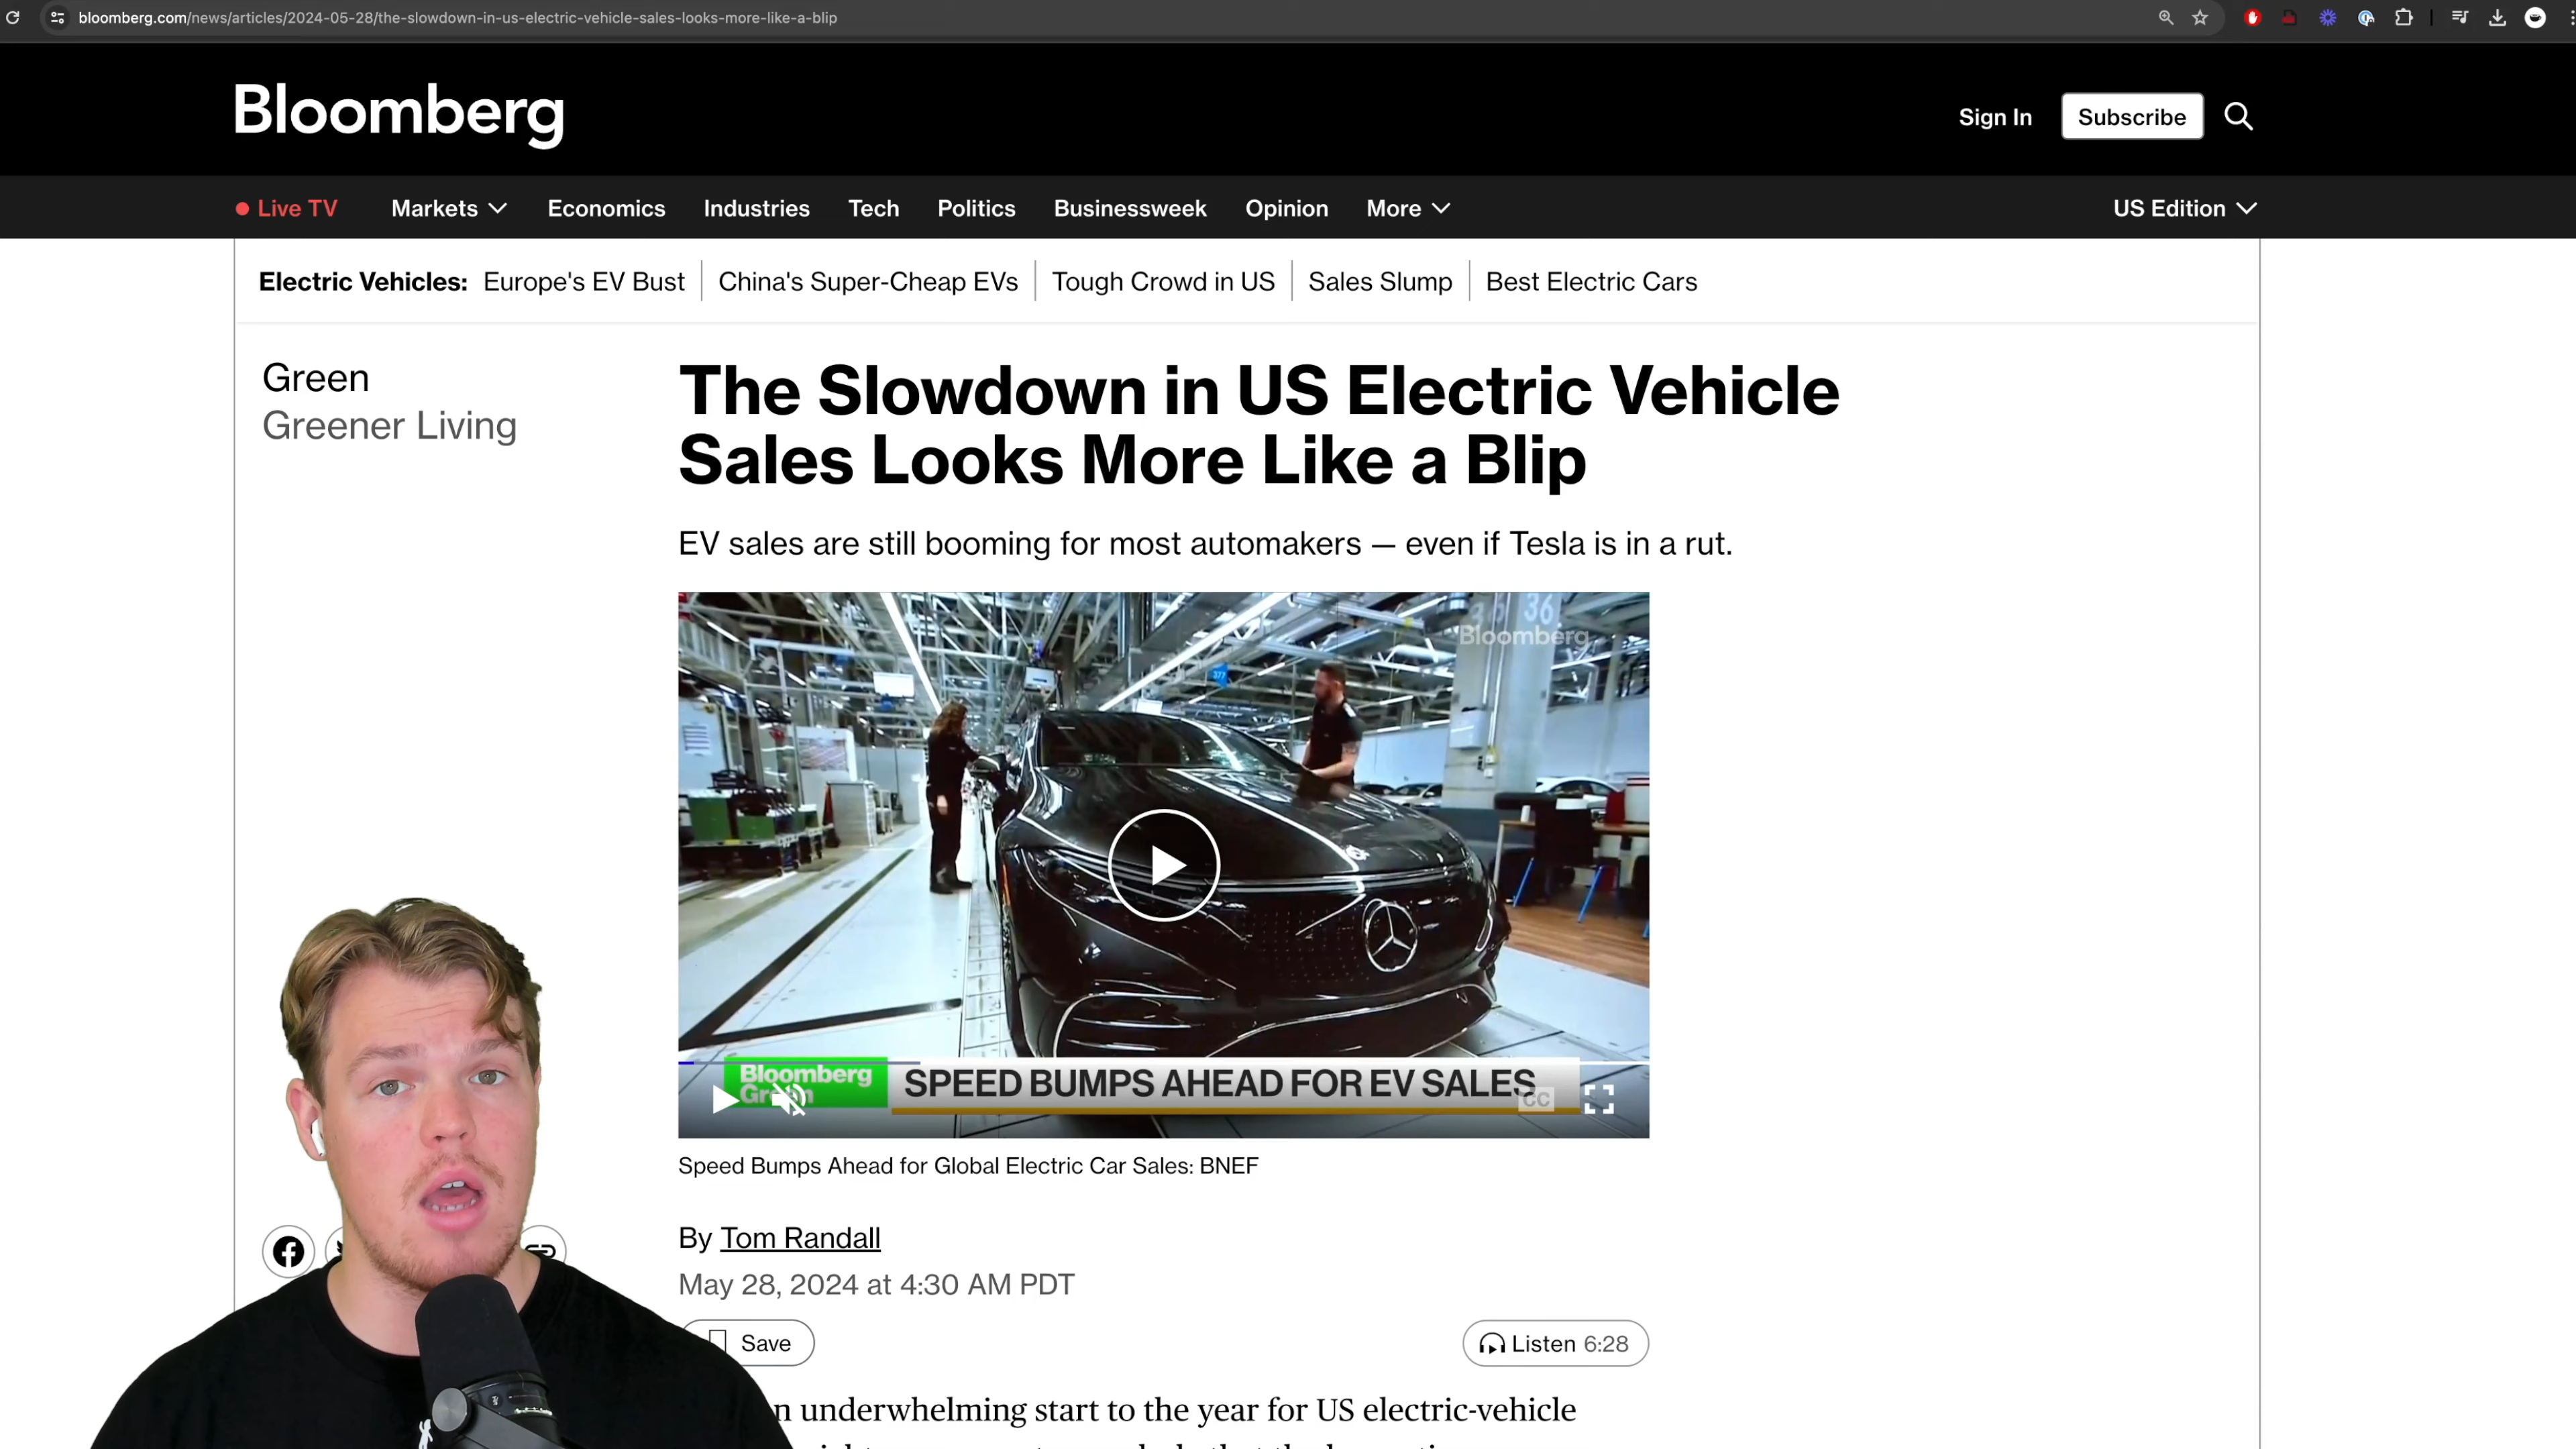 bloomberg.com/news/articles/2024-05-28/the-slowdown-in-us-electric-vehicle-sales-looks-more-like-a-blip
Bloomberg
Sign In
Subscribe
Live TV
Markets
Economics
Industries
Tech
Politics
Businessweek
Opinion
More
US Edition
Electric Vehicles:
Europe's EV Bust
China's Super-Cheap EVs
Tough Crowd in US
Sales Slump
Best Electric Cars
Green
Greener Living
The Slowdown in US Electric Vehicle
Sales Looks More Like a Blip
EV sales are still booming for most automakers — even if Tesla is in a rut.
36
Bloomberg
377
Bloomberg
Green
SPEED BUMPS AHEAD FOR EV SALES
CC
Speed Bumps Ahead for Global Electric Car Sales: BNEF
By Tom Randall
May 28, 2024 at 4:30 AM PDT
Save
Listen 6:28
n underwhelming start to the year for US electric-vehicle